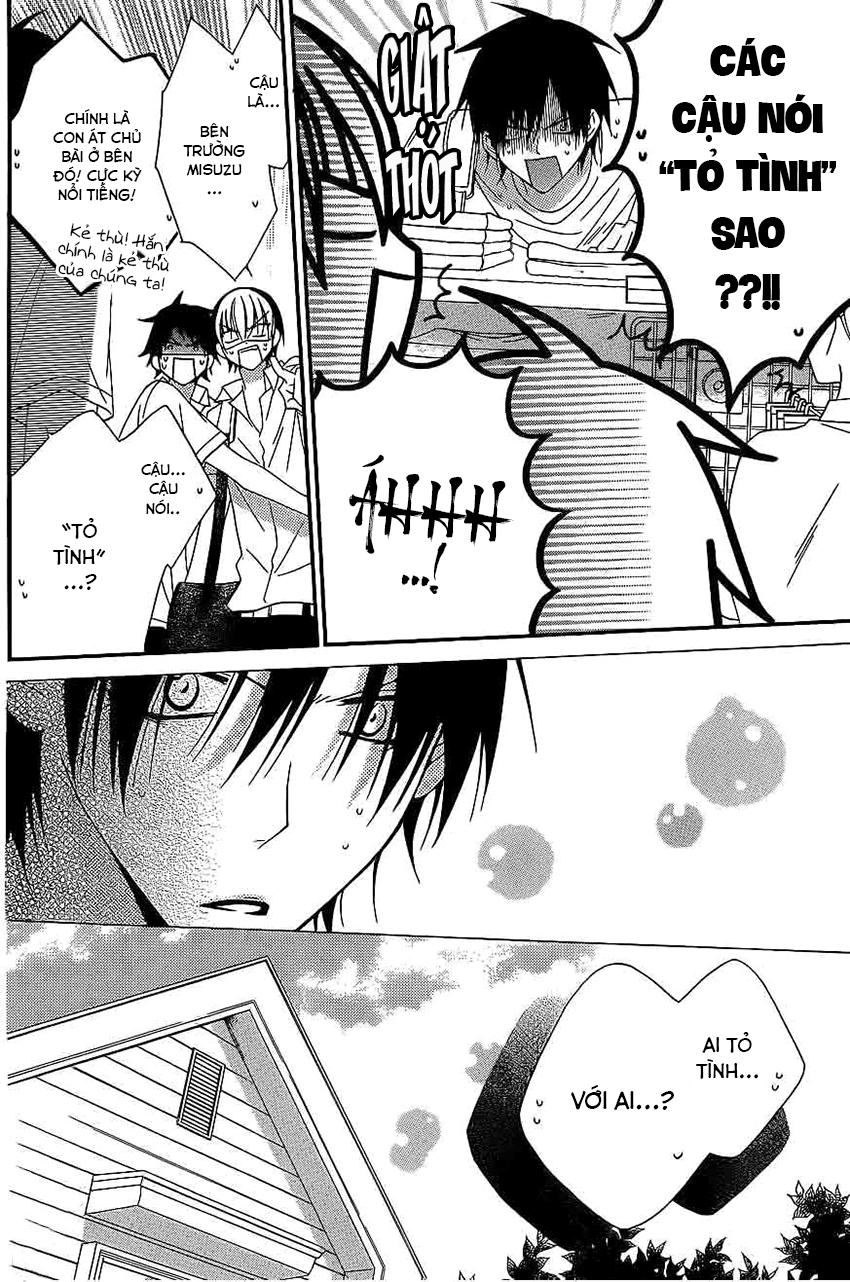 CÁC
CẬU NÓI
“TỎ TÌNH”
SAO
??!!
GIẬT
THÓT
ÁHHH
...!
CẬU
LÀ...
BÊN
TRƯỜNG
MISUZU
...
CHÍNH LÀ
CON ÁT CHỦ
BÀI Ở BÊN
ĐÓ! CỰC KỲ
NỔI TIẾNG!
Kẻ thù! Hắn
chính là kẻ thù
của chúng ta!
CẬU...
CẬU
NÓI..
“TỎ
TÌNH”
...?
AI TỎ
TÌNH...
VỚI AI...?